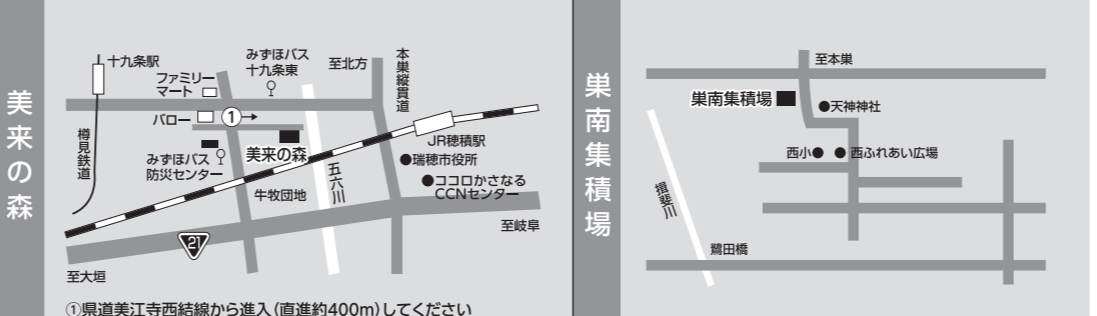 美来の森
十九条駅
ファミリー
マート
みずほバス
十九条東
至北方
本巣縦貫道
バロー
①→
樽見鉄道
みずほバス
防災センター
美来の森
JR穂積駅
●瑞穂市役所
●ココロかさなる
CCNセンター
牛牧団地
五六川
至岐阜
21
至大垣
①県道美江寺西結線から進入(直進約400m)してください
巣南集積場
至本巣
巣南集積場
●天神神社
西小●
●西ふれあい広場
揖斐川
鷺田橋